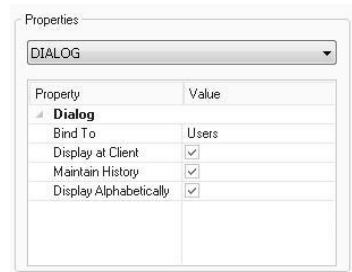 Properties
DIALOG
Property Value
Dialog
Bind To Users
Display at Client
Maintain History
Display Alphabetically